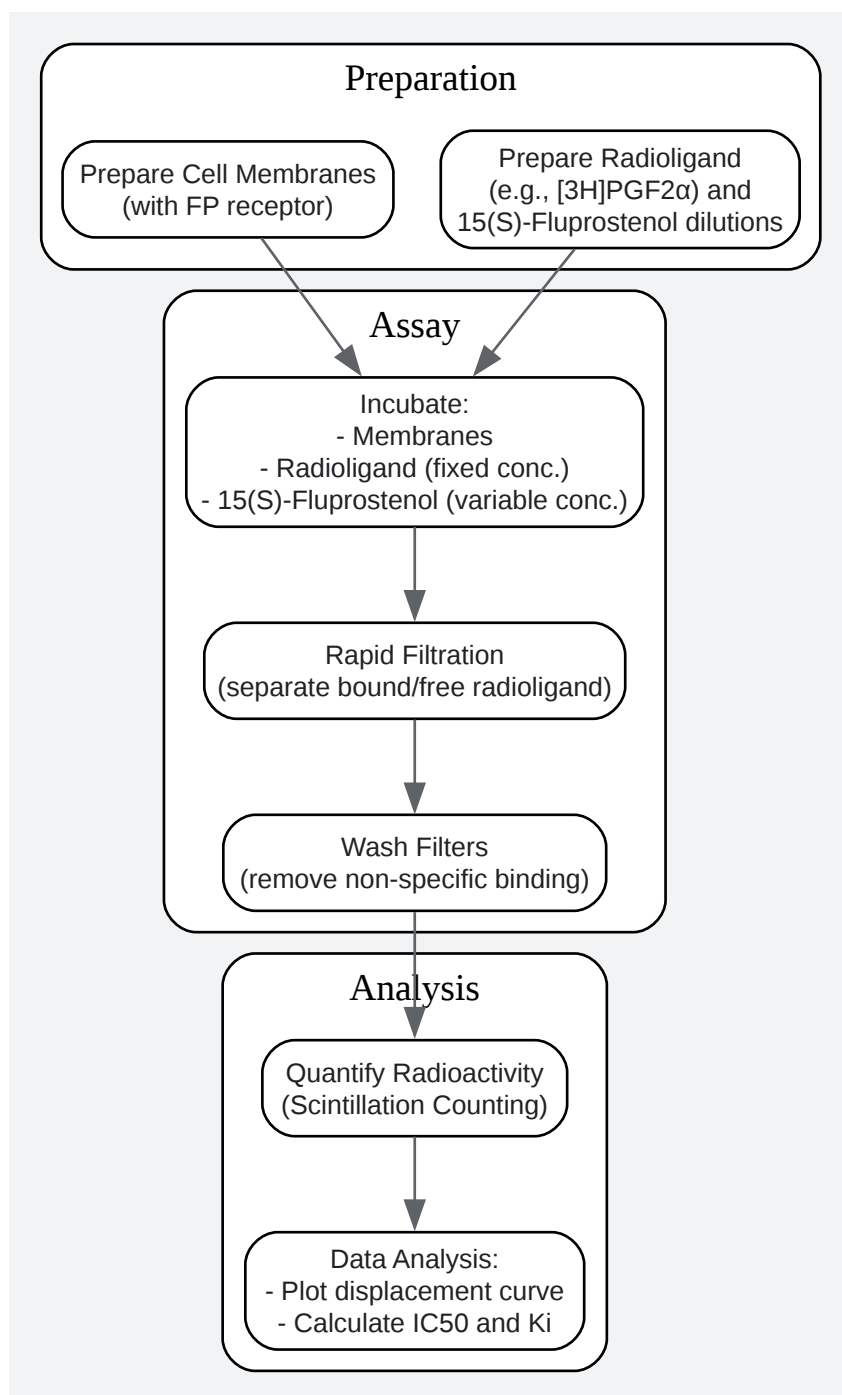 Preparation
Prepare Cell Membranes
(with FP receptor)
Prepare Radioligand
(e.g., [3H]PGF2α) and
15(S)-Fluprostenol dilutions
Assay
Incubate:
- Membranes
- Radioligand (fixed conc.)
- 15(S)-Fluprostenol (variable conc.)
Rapid Filtration
(separate bound/free radioligand)
Wash Filters
(remove non-specific binding)
Analysis
Quantify Radioactivity
(Scintillation Counting)
Data Analysis:
- Plot displacement curve
- Calculate IC50 and Ki